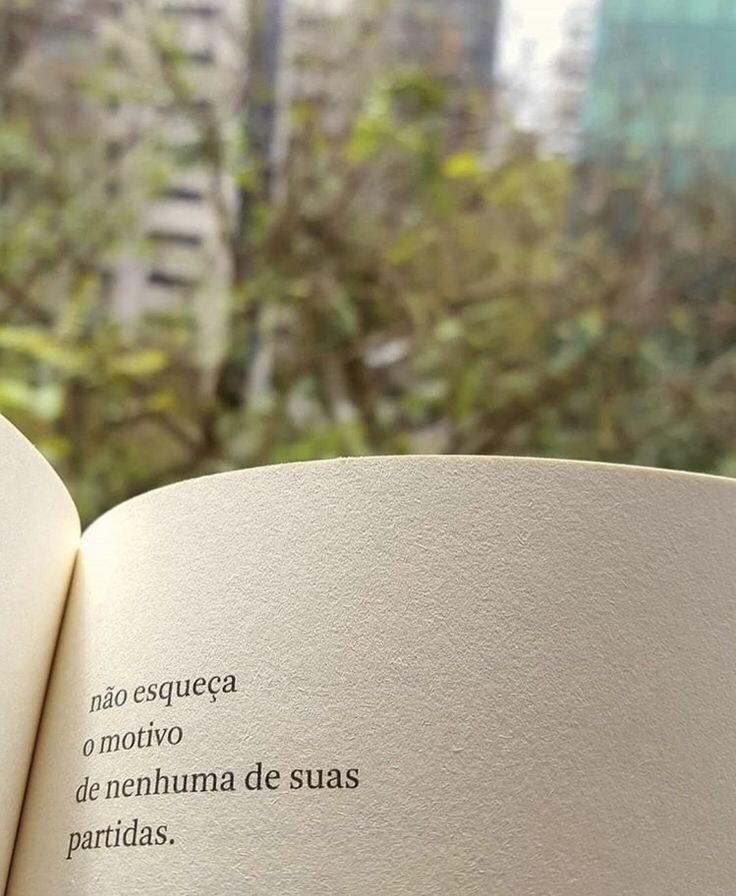 não esqueça
o motivo
de nenhuma de suas
partidas.